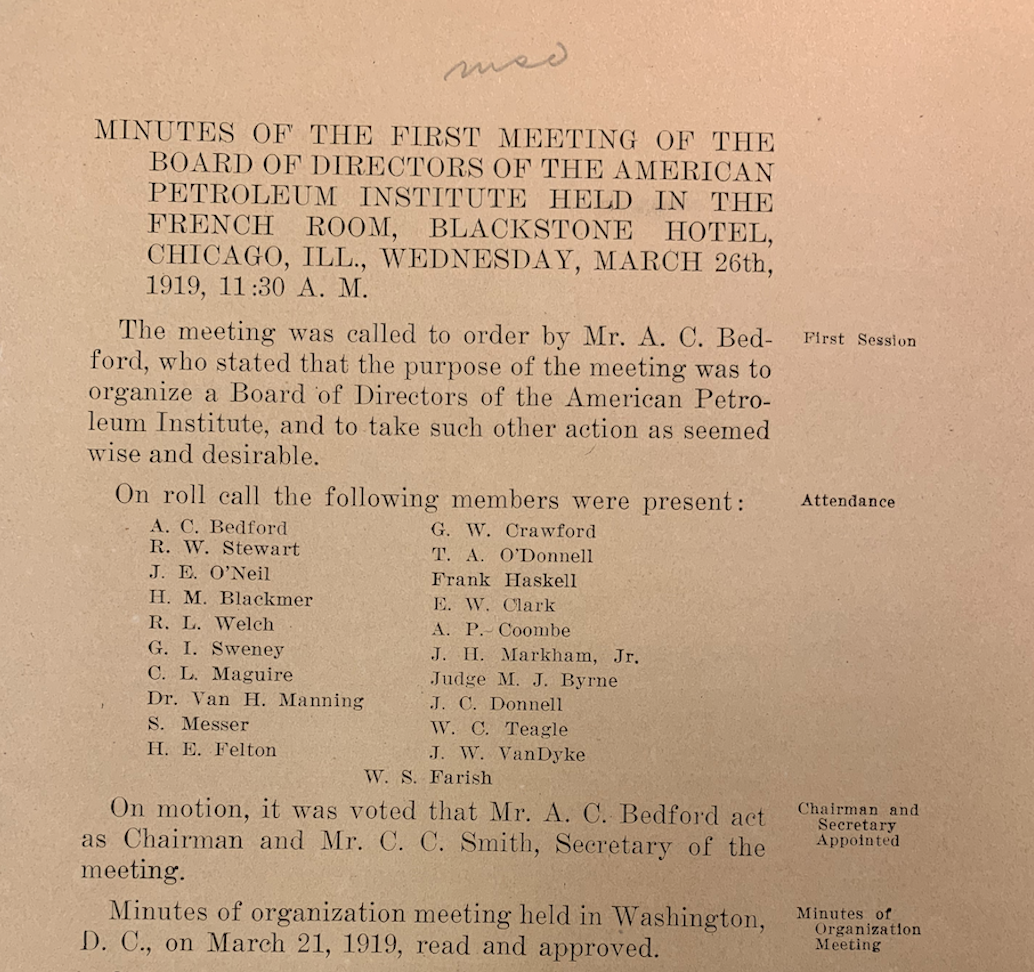 MINUTES OF THE FIRST MEETING OF THE
BOARD OF DIRECTORS OF THE AMERICAN
PETROLEUM INSTITUTE HELD IN THE
FRENCH ROOM, BLACKSTONE HOTEL,
CHICAGO, ILL., WEDNESDAY, MARCH 26th,
1919, 11:30 A. M.
The meeting was called to order by Mr. A. C. Bed-
First Session
ford, who stated that the purpose of the meeting was to
organize a Board of Directors of the American Petro-
leum Institute, and to take such other action as seemed
wise and desirable.
On roll call the following members were present:
Attendance
A. C. Bedford
R. W. Stewart
J. E. O'Neil
H. M. Blackmer
R. L. Welch
G. I. Sweney
C. L. Maguire
Dr. Van H. Manning
S. Messer
H. E. Felton
G. W. Crawford
T. A. O'Donnell
Frank Haskell
E. W. Clark
A. P. Coombe
J. H. Markham, Jr.
Judge M. J. Byrne
J. C. Donnell
W. C. Teagle
J. W. VanDyke
W. S. Farish
On motion, it was voted that Mr. A. C. Bedford act
as Chairman and Mr. C. C. Smith, Secretary of the
meeting.
Chairman and
Secretary
Appointed
Minutes of organization meeting held in Washington,
D. C., on March 21, 1919, read and approved.
Minutes of
Organization
Meeting